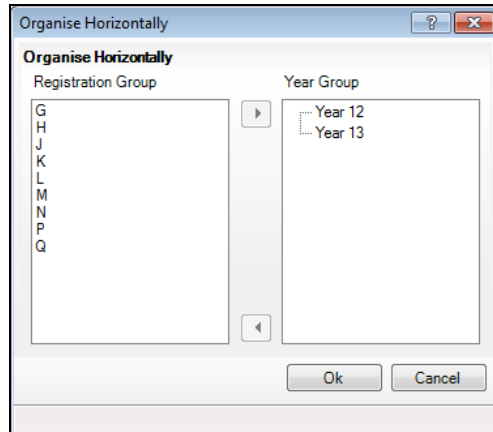 Organise Horizontally
?
Organise Horizontally
Registration Group
Year Group
G
H
J
K
L
M
N
P
Q
Year 12
Year 13
Ok
Cancel